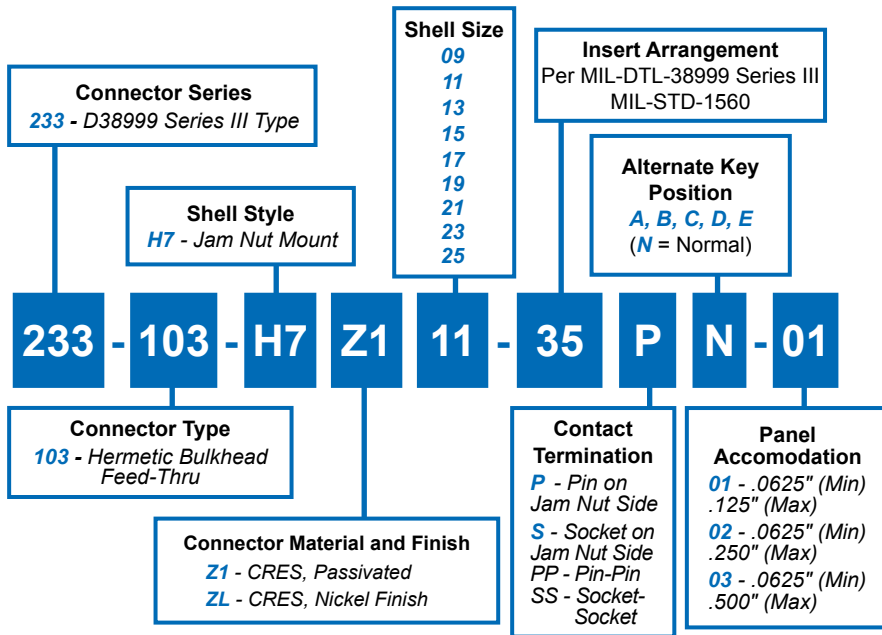 Shell Size
09
11
13
15
17
19
21
23
25
Insert Arrangement
Per MIL-DTL-38999 Series III
MIL-STD-1560
Connector Series
233 - D38999 Series III Type
Alternate Key
Position
A, B, C, D, E
(N = Normal)
Shell Style
H7 - Jam Nut Mount
233 - 103 - H7 Z1 11 - 35 P N - 01
Connector Type
103 - Hermetic Bulkhead
Feed-Thru
Connector Material and Finish
Z1 - CRES, Passivated
ZL - CRES, Nickel Finish
Contact
Termination
P - Pin on
Jam Nut Side
S - Socket on
Jam Nut Side
PP - Pin-Pin
SS - Socket-
Socket
Panel
Accomodation
01 - .0625" (Min)
.125" (Max)
02 - .0625" (Min)
.250" (Max)
03 - .0625" (Min)
.500" (Max)